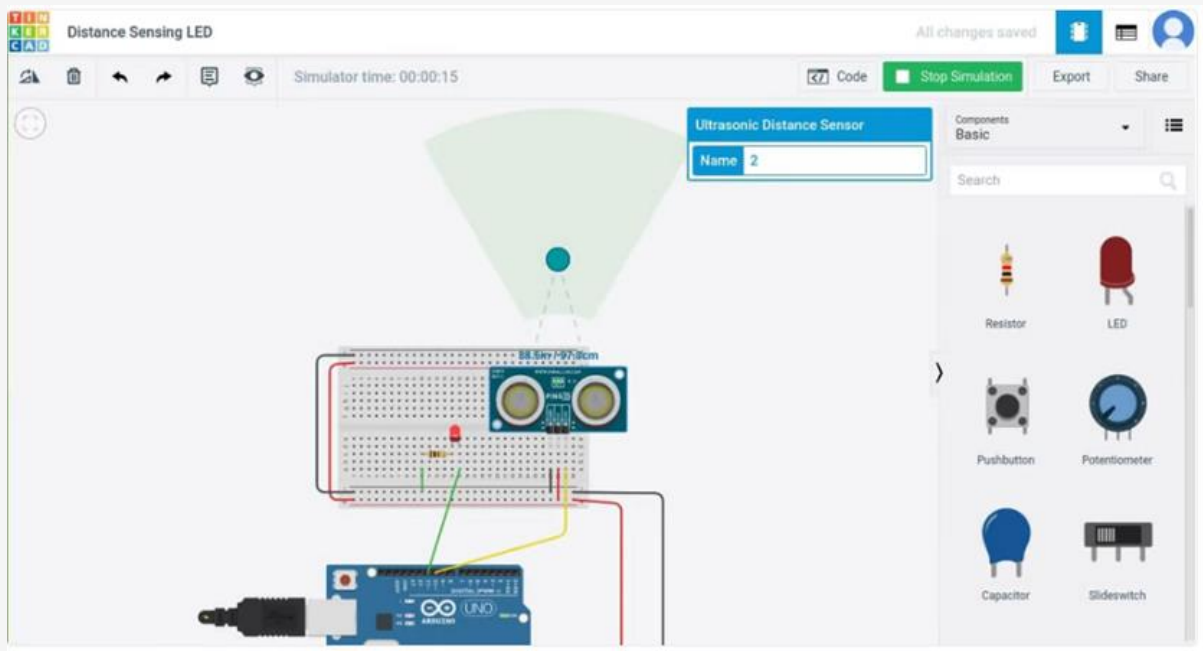 TIN
KER
CAD
Distance Sensing LED
All changes saved
Simulator time: 00:00:15
Code
Stop Simulation
Export
Share
Ultrasonic Distance Sensor
Name 2
Components
Basic
Search
Resistor
LED
Pushbutton
Potentiometer
Capacitor
Slideswitch
UNO
ARDUINO